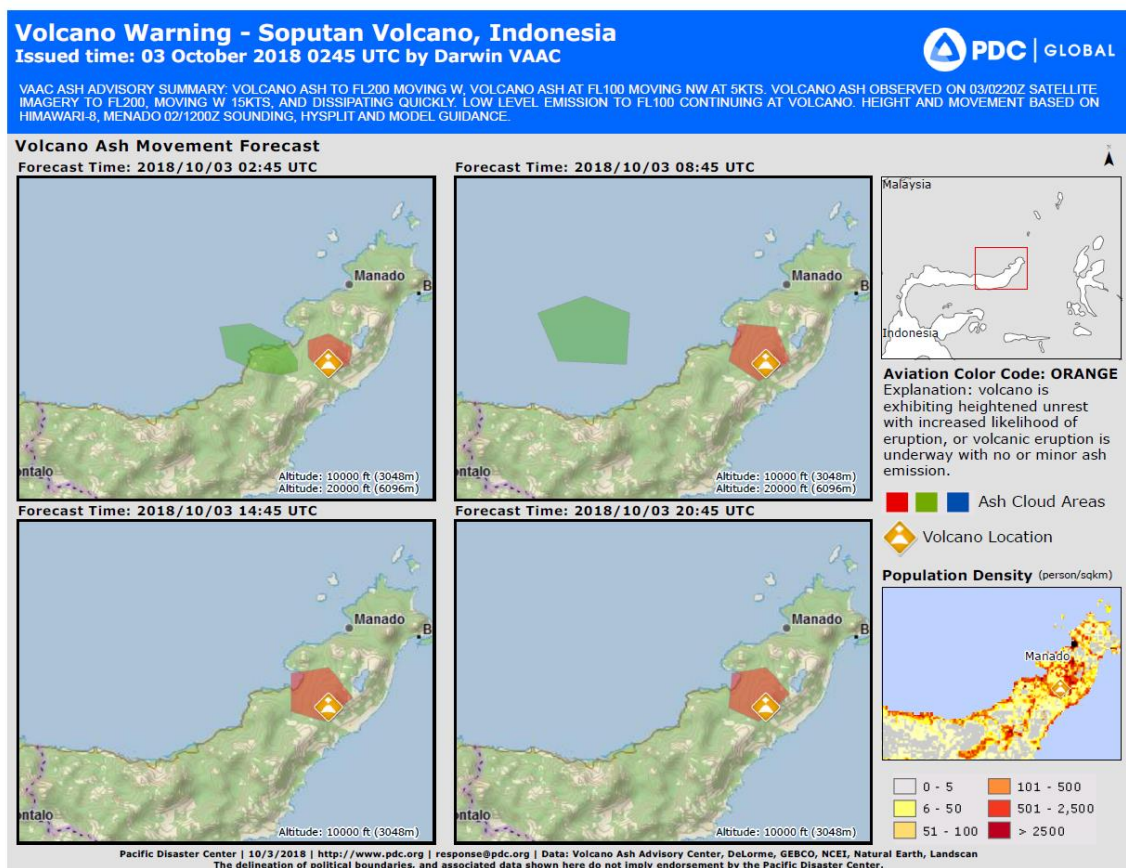 Volcano Warning - Soputan Volcano, Indonesia
Issued time: 03 October 2018 0245 UTC by Darwin VAAC
PDC | GLOBAL
VAAC ASH ADVISORY SUMMARY: VOLCANO ASH TO FL200 MOVING W, VOLCANO ASH AT FL100 MOVING NW AT 5KTS. VOLCANO ASH OBSERVED ON 03/0220Z SATELLITE
IMAGERY TO FL200, MOVING W 15KTS, AND DISSIPATING QUICKLY. LOW LEVEL EMISSION TO FL100 CONTINUING AT VOLCANO. HEIGHT AND MOVEMENT BASED ON
HIMAWARI-8, MENADO 02/1200Z SOUNDING, HYSPLIT AND MODEL GUIDANCE.
Volcano Ash Movement Forecast
Forecast Time: 2018/10/03 02:45 UTC
Manado
B
ntalo
Altitude: 10000 ft (3048m)
Altitude: 20000 ft (6096m)
Forecast Time: 2018/10/03 08:45 UTC
Manado
B
ontalo
Altitude: 10000 ft (3048m)
Altitude: 20000 ft (6096m)
Forecast Time: 2018/10/03 14:45 UTC
Manado
B
ontalo
Altitude: 10000 ft (3048m)
Forecast Time: 2018/10/03 20:45 UTC
Manado
B
ontalo
Altitude: 10000 ft (3048m)
Malaysia
Indonesia
Aviation Color Code: ORANGE
Explanation: volcano is
exhibiting heightened unrest
with increased likelihood of
eruption, or volcanic eruption is
underway with no or minor ash
emission.
Ash Cloud Areas
Volcano Location
Population Density (person/sqkm)
Manado
0 - 5
6 - 50
51 - 100
101 - 500
501 - 2,500
> 2500
Pacific Disaster Center | 10/3/2018 | http://www.pdc.org | response@pdc.org | Data: Volcano Ash Advisory Center, DeLorme, GEBCO, NCEI, Natural Earth, Landscan
The delineation of political boundaries, and associated data shown here do not imply endorsement by the Pacific Disaster Center.